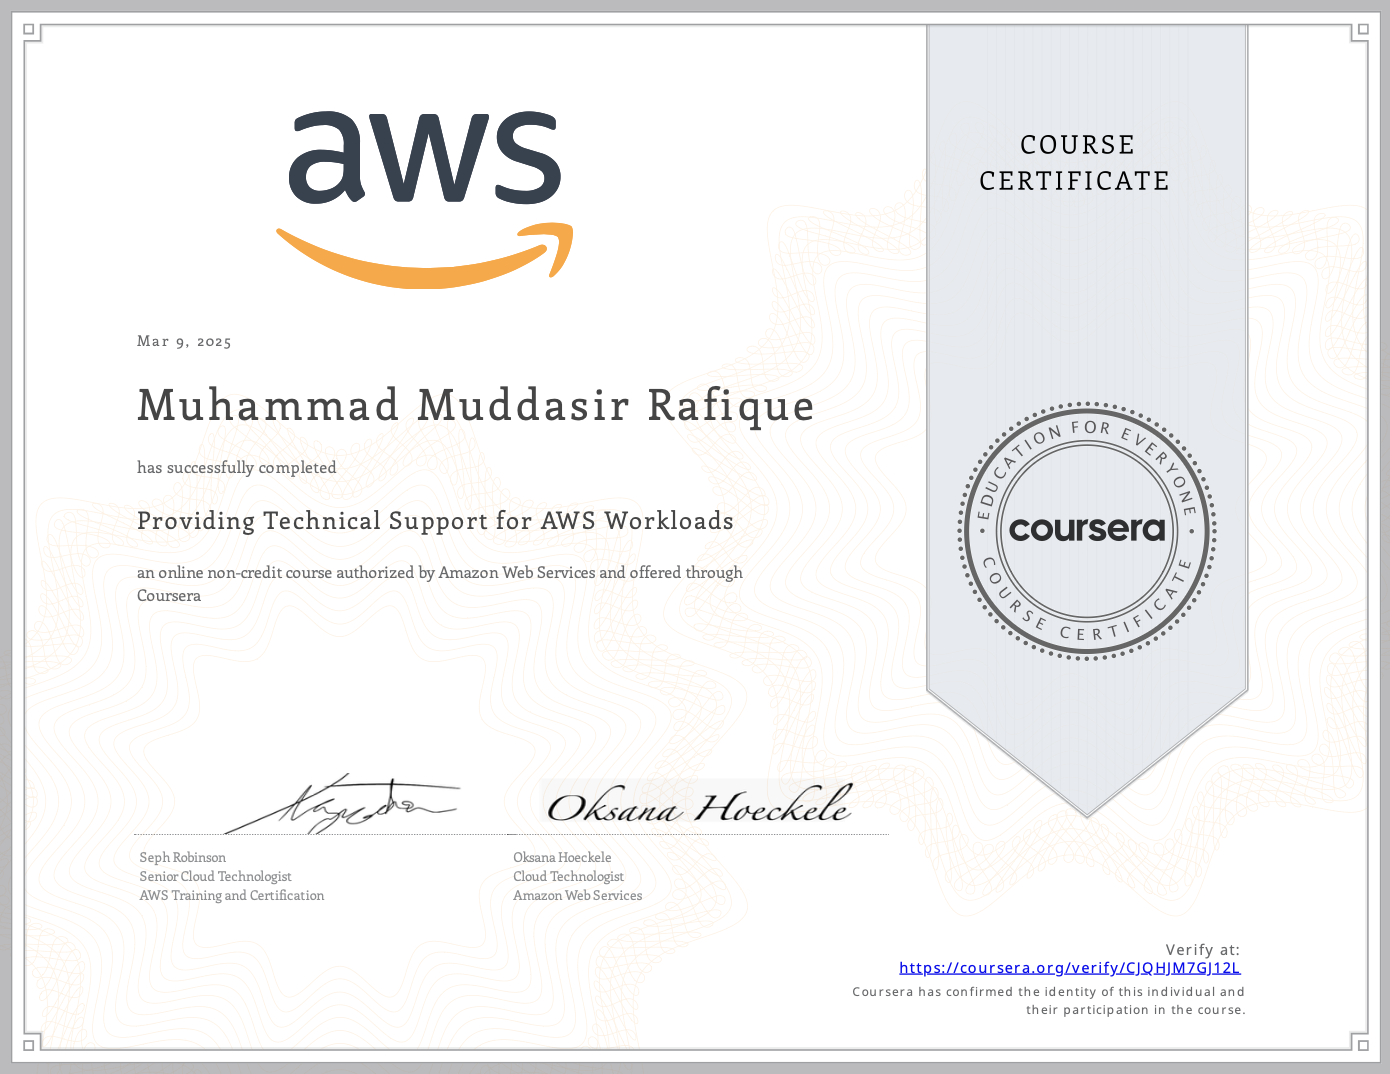 aws
COURSE
CERTIFICATE
Mar 9, 2025
Muhammad Muddasir Rafique
has successfully completed
Providing Technical Support for AWS Workloads
an online non-credit course authorized by Amazon Web Services and offered through
Coursera
EDUCATION FOR EVERYONE
coursera
COURSE CERTIFICATE
Oksana Hoeckele
Seph Robinson
Senior Cloud Technologist
AWS Training and Certification
Oksana Hoeckele
Cloud Technologist
Amazon Web Services
Verify at:
https://coursera.org/verify/CJQHJM7GJ12L
Coursera has confirmed the identity of this individual and
their participation in the course.